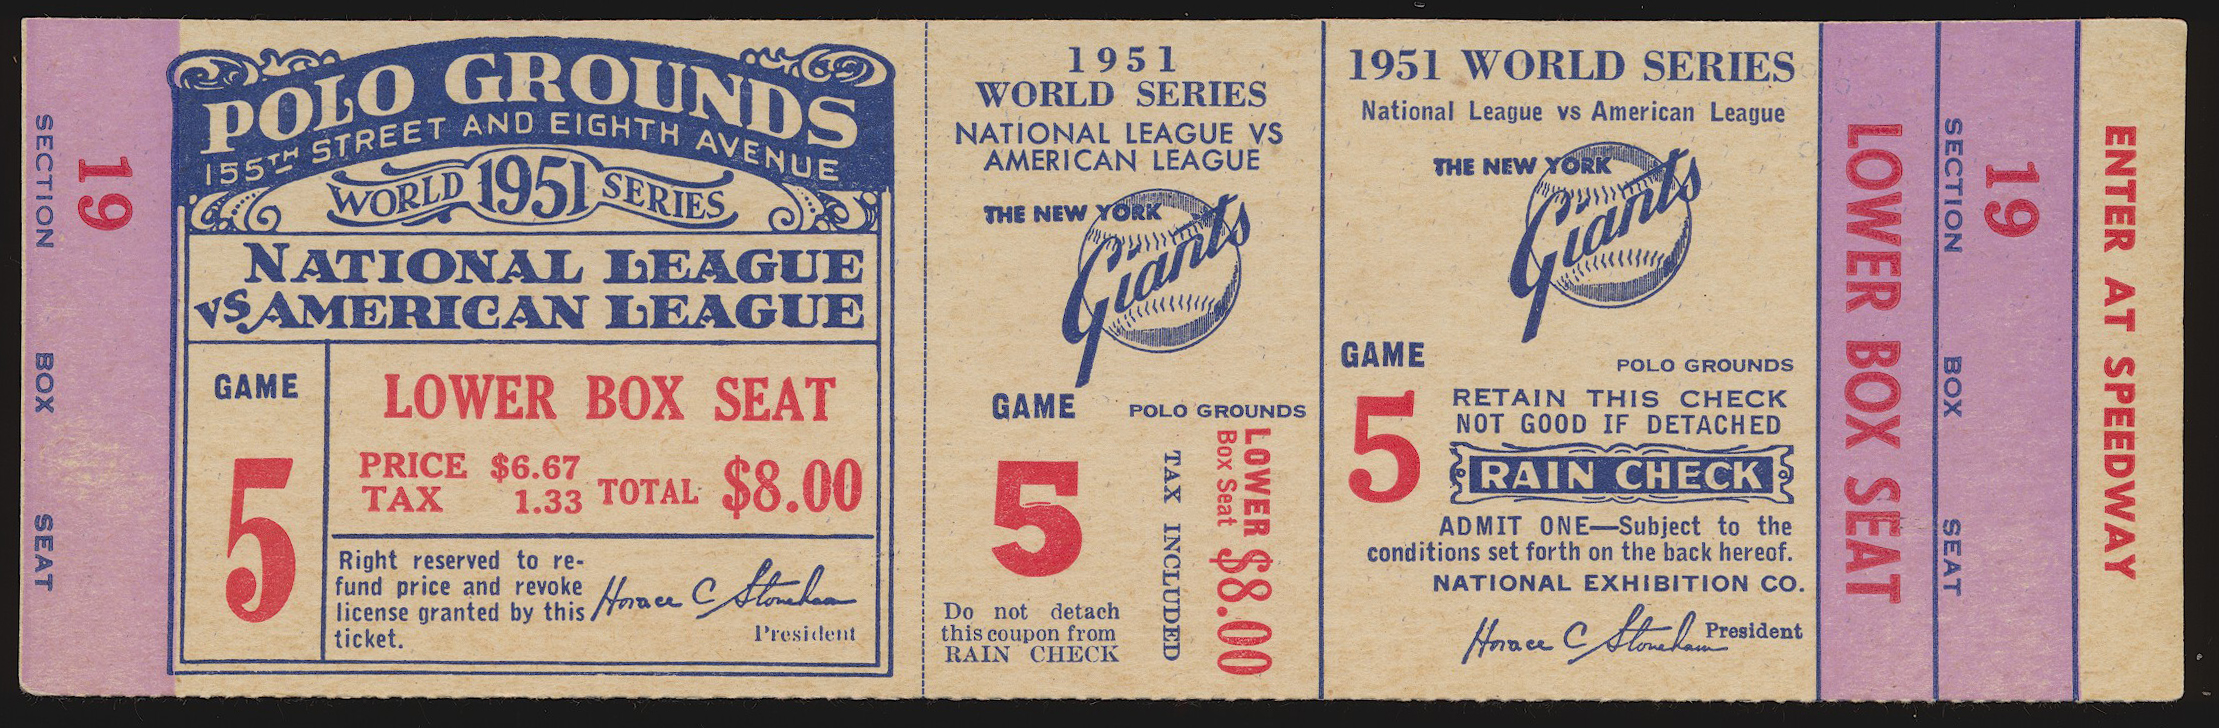 SECTION 19
BOX
SEAT
POLO GROUNDS
155TH STREET AND EIGHTH AVENUE
WORLD 1951 SERIES
NATIONAL LEAGUE
VS AMERICAN LEAGUE
GAME
5
LOWER BOX SEAT
PRICE $6.67
TAX 1.33
TOTAL $8.00
Right reserved to re-
fund price and revoke
license granted by this
ticket.
Horace C Stoneham
President
1951
WORLD SERIES
NATIONAL LEAGUE VS
AMERICAN LEAGUE
THE NEW YORK
Giants
GAME
POLO GROUNDS
5
Do not detach
this coupon from
RAIN CHECK
TAX INCLUDED
LOWER
Box Seat
$8.00
1951 WORLD SERIES
National League vs American League
THE NEW YORK
Giants
GAME
5
POLO GROUNDS
RETAIN THIS CHECK
NOT GOOD IF DETACHED
RAIN CHECK
ADMIT ONE—Subject to the
conditions set forth on the back hereof.
NATIONAL EXHIBITION CO.
Horace C Stoneham
President
LOWER BOX SEAT
SECTION 19
BOX
SEAT
ENTER AT SPEEDWAY